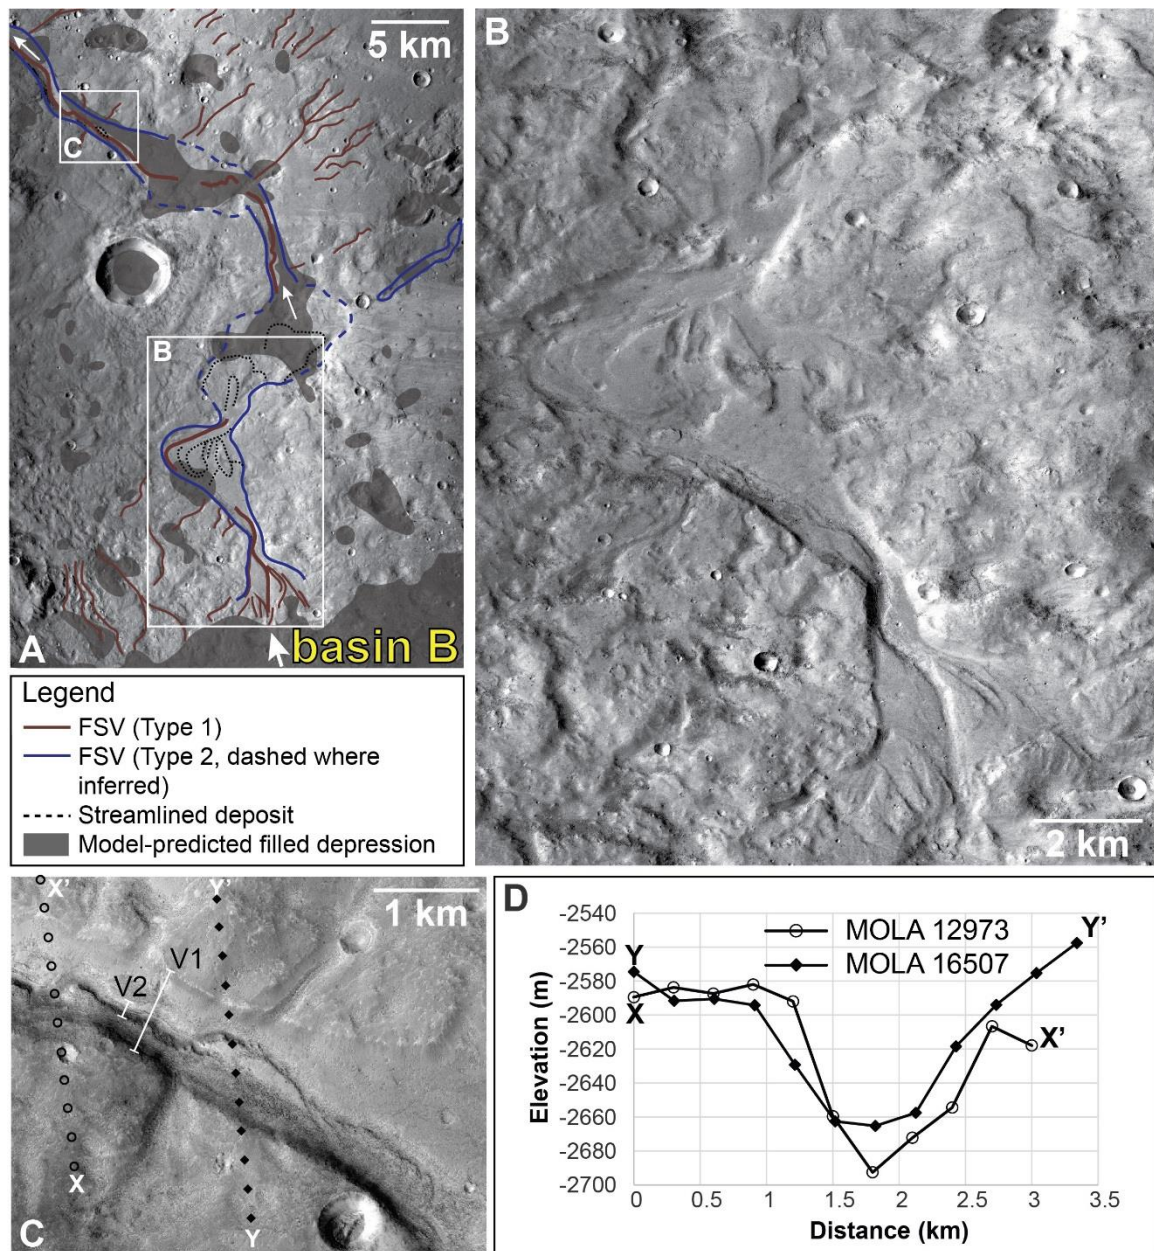 5 km
C
B
A
basin B
Legend
FSV (Type 1)
FSV (Type 2, dashed where
inferred)
Streamlined deposit
Model-predicted filled depression
B
2 km
X'
Y'
1 km
V1
V2
X
Y
C
D
MOLA 12973
MOLA 16507
Y
X
Y'
X'
Elevation (m)
-2540
-2560
-2580
-2600
-2620
-2640
-2660
-2680
-2700
0 0.5 1 1.5 2 2.5 3 3.5
Distance (km)